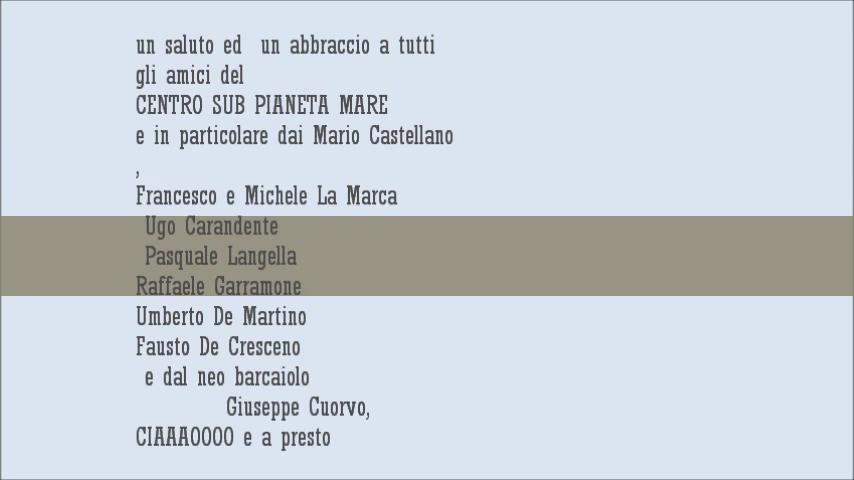 un saluto ed un abbraccio a tutti
gli amici del
CENTRO SUB PIANETA MARE
e in particolare dai Mario Castellano
,
Francesco e Michele La Marca
Ugo Carandente
Pasquale Langella
Raffaele Garramone
Umberto De Martino
Fausto De Cresceno
e dal neo barcaiolo
Giuseppe Cuorvo,
CIAAAOOOO e a presto